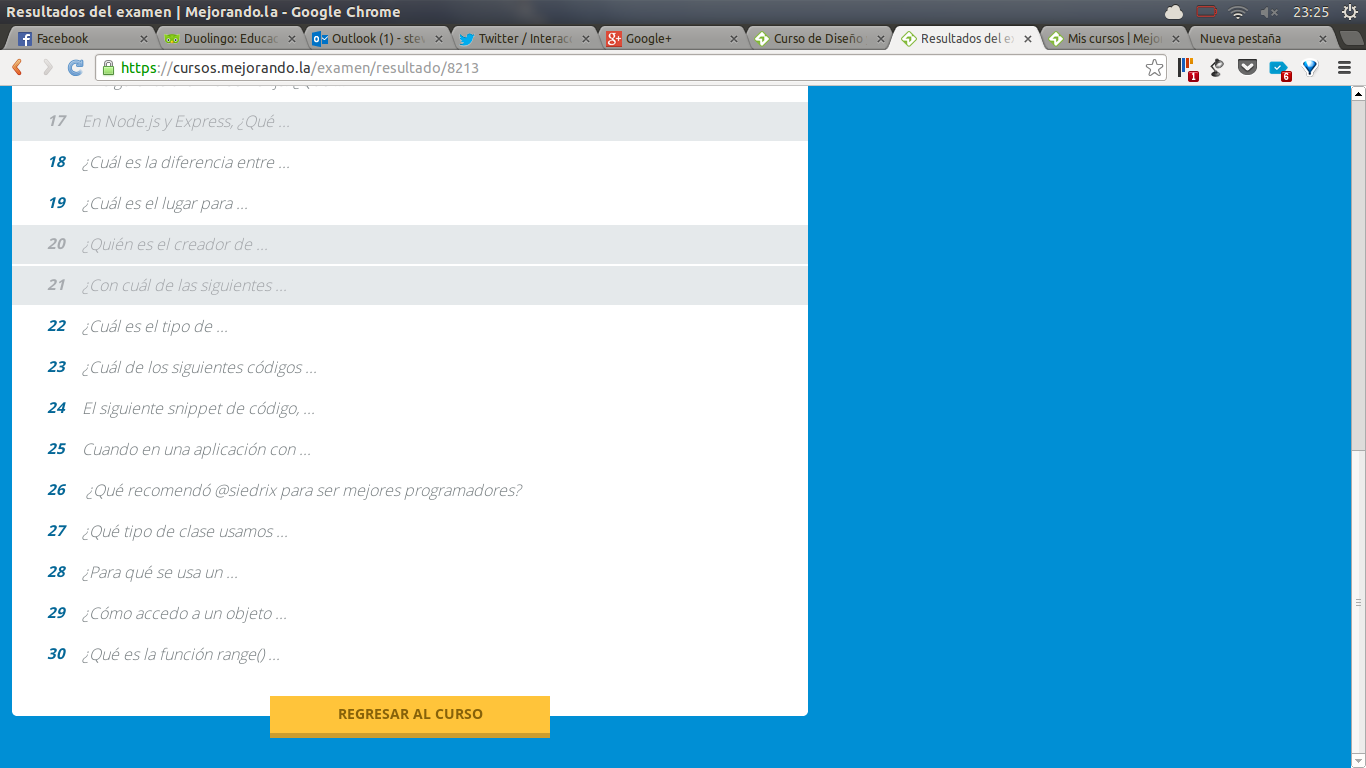 Resultados del examen | Mejorando.la - Google Chrome
23:25
Facebook
Duolingo: Educac
Outlook (1) - stev
Twitter / Interacc
Google+
Curso de Diseño
Resultados del ex
Mis cursos | Mejo
Nueva pestaña
https://cursos.mejorando.la/examen/resultado/8213
1
6
17 En Node.js y Express, ¿Qué ...
18 ¿Cuál es la diferencia entre ...
19 ¿Cuál es el lugar para ...
20 ¿Quién es el creador de ...
21 ¿Con cuál de las siguientes ...
22 ¿Cuál es el tipo de ...
23 ¿Cuál de los siguientes códigos ...
24 El siguiente snippet de código, ...
25 Cuando en una aplicación con ...
26 ¿Qué recomendó @siedrix para ser mejores programadores?
27 ¿Qué tipo de clase usamos ...
28 ¿Para qué se usa un ...
29 ¿Cómo accedo a un objeto ...
30 ¿Qué es la función range() ...
REGRESAR AL CURSO